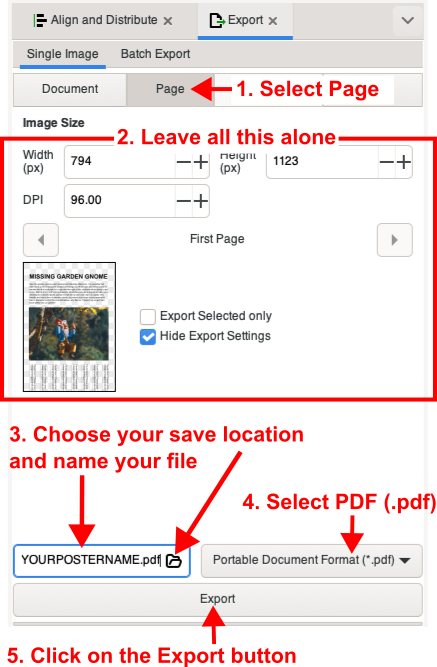 Align and Distribute
Export
Single Image
Batch Export
Document
Page
1. Select Page
Image Size
2. Leave all this alone
Width (px)
794
Height (px)
1123
DPI
96.00
First Page
MISSING GARDEN GNOME
Export Selected only
Hide Export Settings
3. Choose your save location
and name your file
4. Select PDF (.pdf)
YOURPOSTERNAME.pdf
Portable Document Format (*.pdf)
Export
5. Click on the Export button